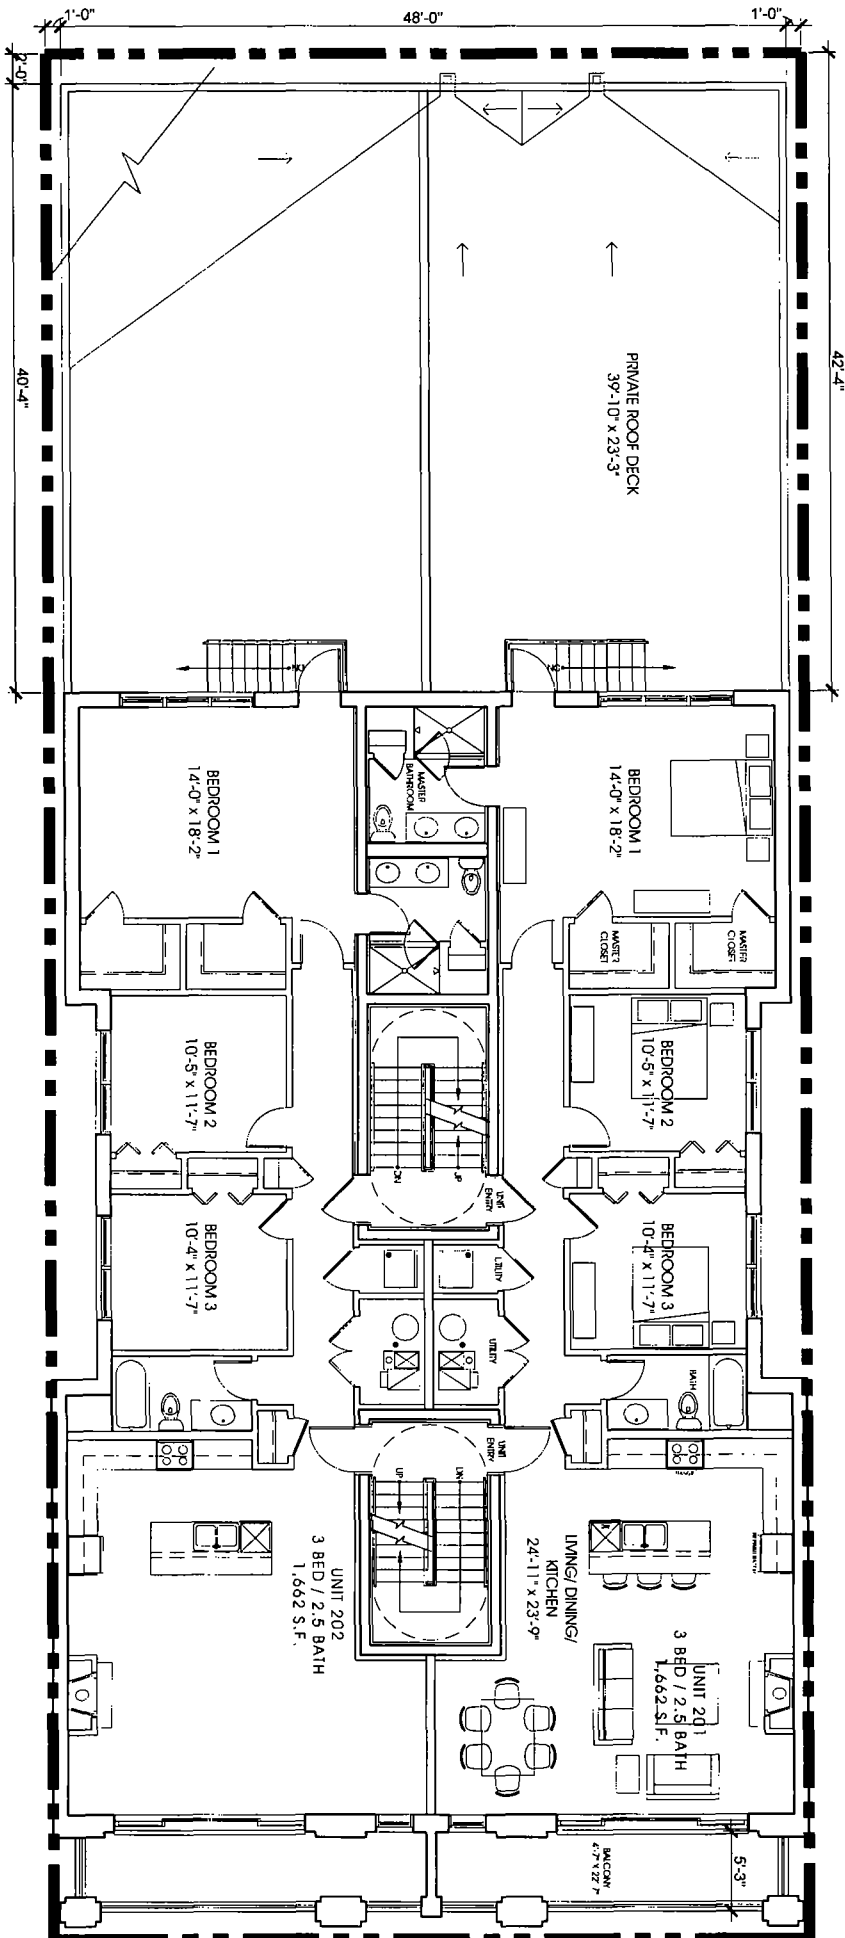 1'-0"
48'-0"
1'-0"
2'-0"
42'-4"
40'-4"
PRIVATE ROOF DECK
39'-10" x 23'-3"
DN
DN
BEDROOM 1
14'-0" x 18'-2"
MASTER
BATHROOM
BEDROOM 1
14'-0" x 18'-2"
MASTER
CLOSET
MASTER
CLOSET
BEDROOM 2
10'-5" x 11'-7"
BEDROOM 2
10'-5" x 11'-7"
DN
UP
UNIT
ENTRY
BEDROOM 3
10'-4" x 11'-7"
BEDROOM 3
10'-4" x 11'-7"
UTILITY
UTILITY
BATH
UNIT
ENTRY
UP
DN
LIVING/ DINING/
KITCHEN
24'-11" x 23'-9"
UNIT 202
3 BED / 2.5 BATH
1,662 S.F.
UNIT 201
3 BED / 2.5 BATH
1,662 S.F.
BALCONY
4'-7" X 22'-7"
5'-3"